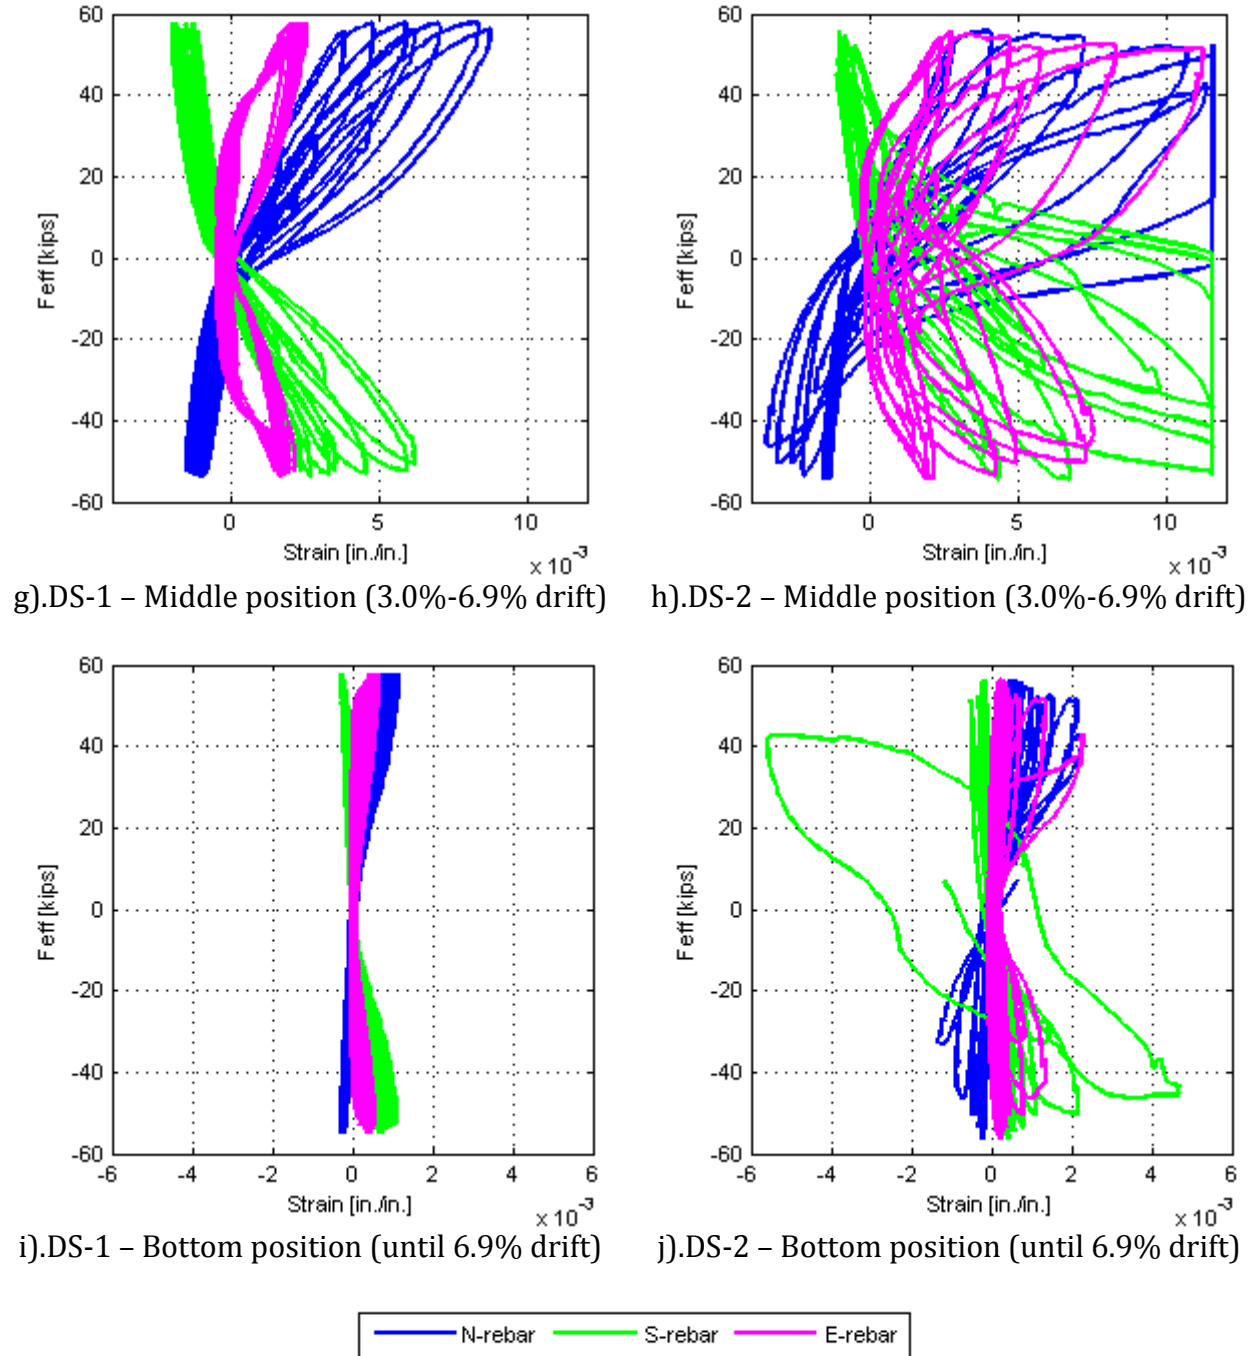 60
40
20
0
-20
-40
-60
Feff [kips]
0 5 10
Strain [in./in.]
x 10-3
g).DS-1 – Middle position (3.0%-6.9% drift)
60
40
20
0
-20
-40
-60
Feff [kips]
0 5 10
Strain [in./in.]
x 10-3
h).DS-2 – Middle position (3.0%-6.9% drift)
60
40
20
0
-20
-40
-60
Feff [kips]
-6 -4 -2 0 2 4 6
Strain [in./in.]
x 10-3
i).DS-1 – Bottom position (until 6.9% drift)
60
40
20
0
-20
-40
-60
Feff [kips]
-6 -4 -2 0 2 4 6
Strain [in./in.]
x 10-3
j).DS-2 – Bottom position (until 6.9% drift)
N-rebar S-rebar E-rebar